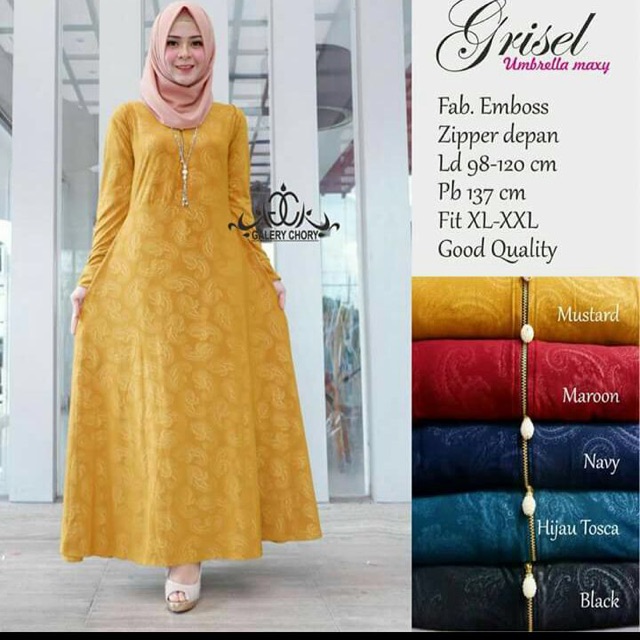 Grisel
Umbrella maxy
Fab. Emboss
Zipper depan
Ld 98-120 cm
Pb 137 cm
Fit XL-XXL
Good Quality
GALERY CHORY
Mustard
Maroon
Navy
Hijau Tosca
Black